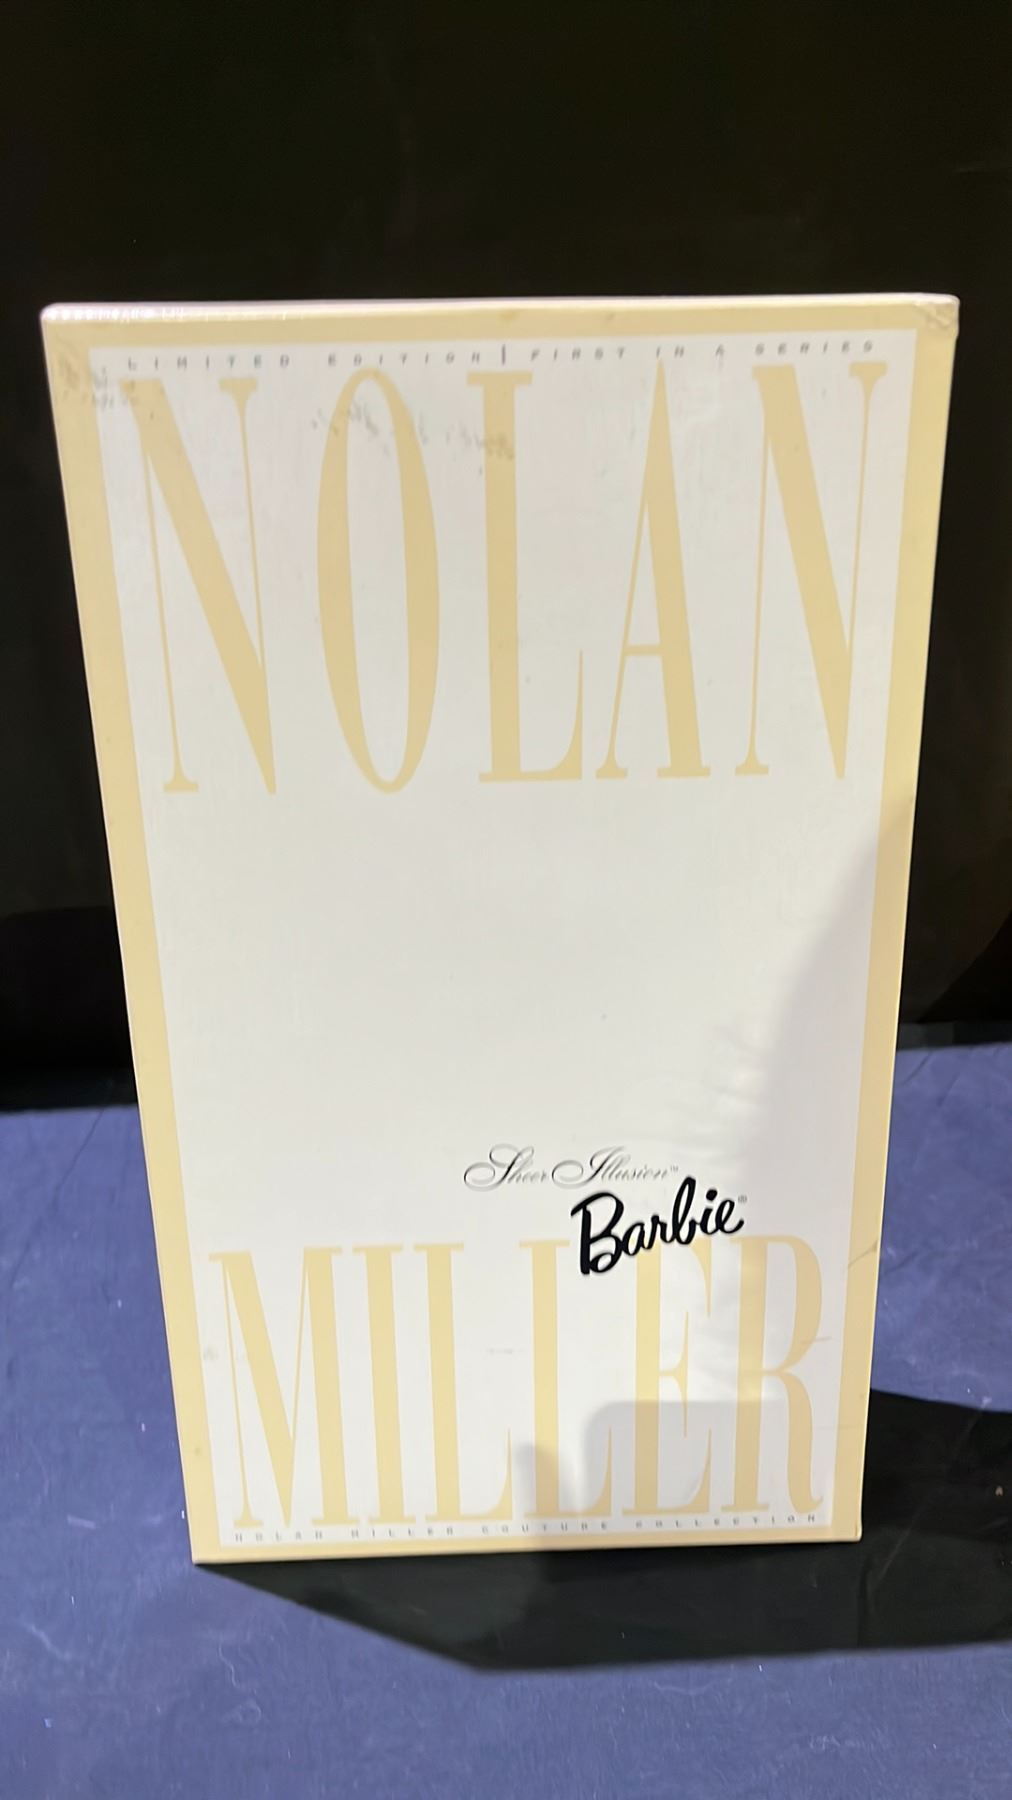 LIMITED EDITION | FIRST IN A SERIES
NOLAN
Sheer Illusion™
Barbie®
MILLER
NOLAN MILLER COUTURE COLLECTION